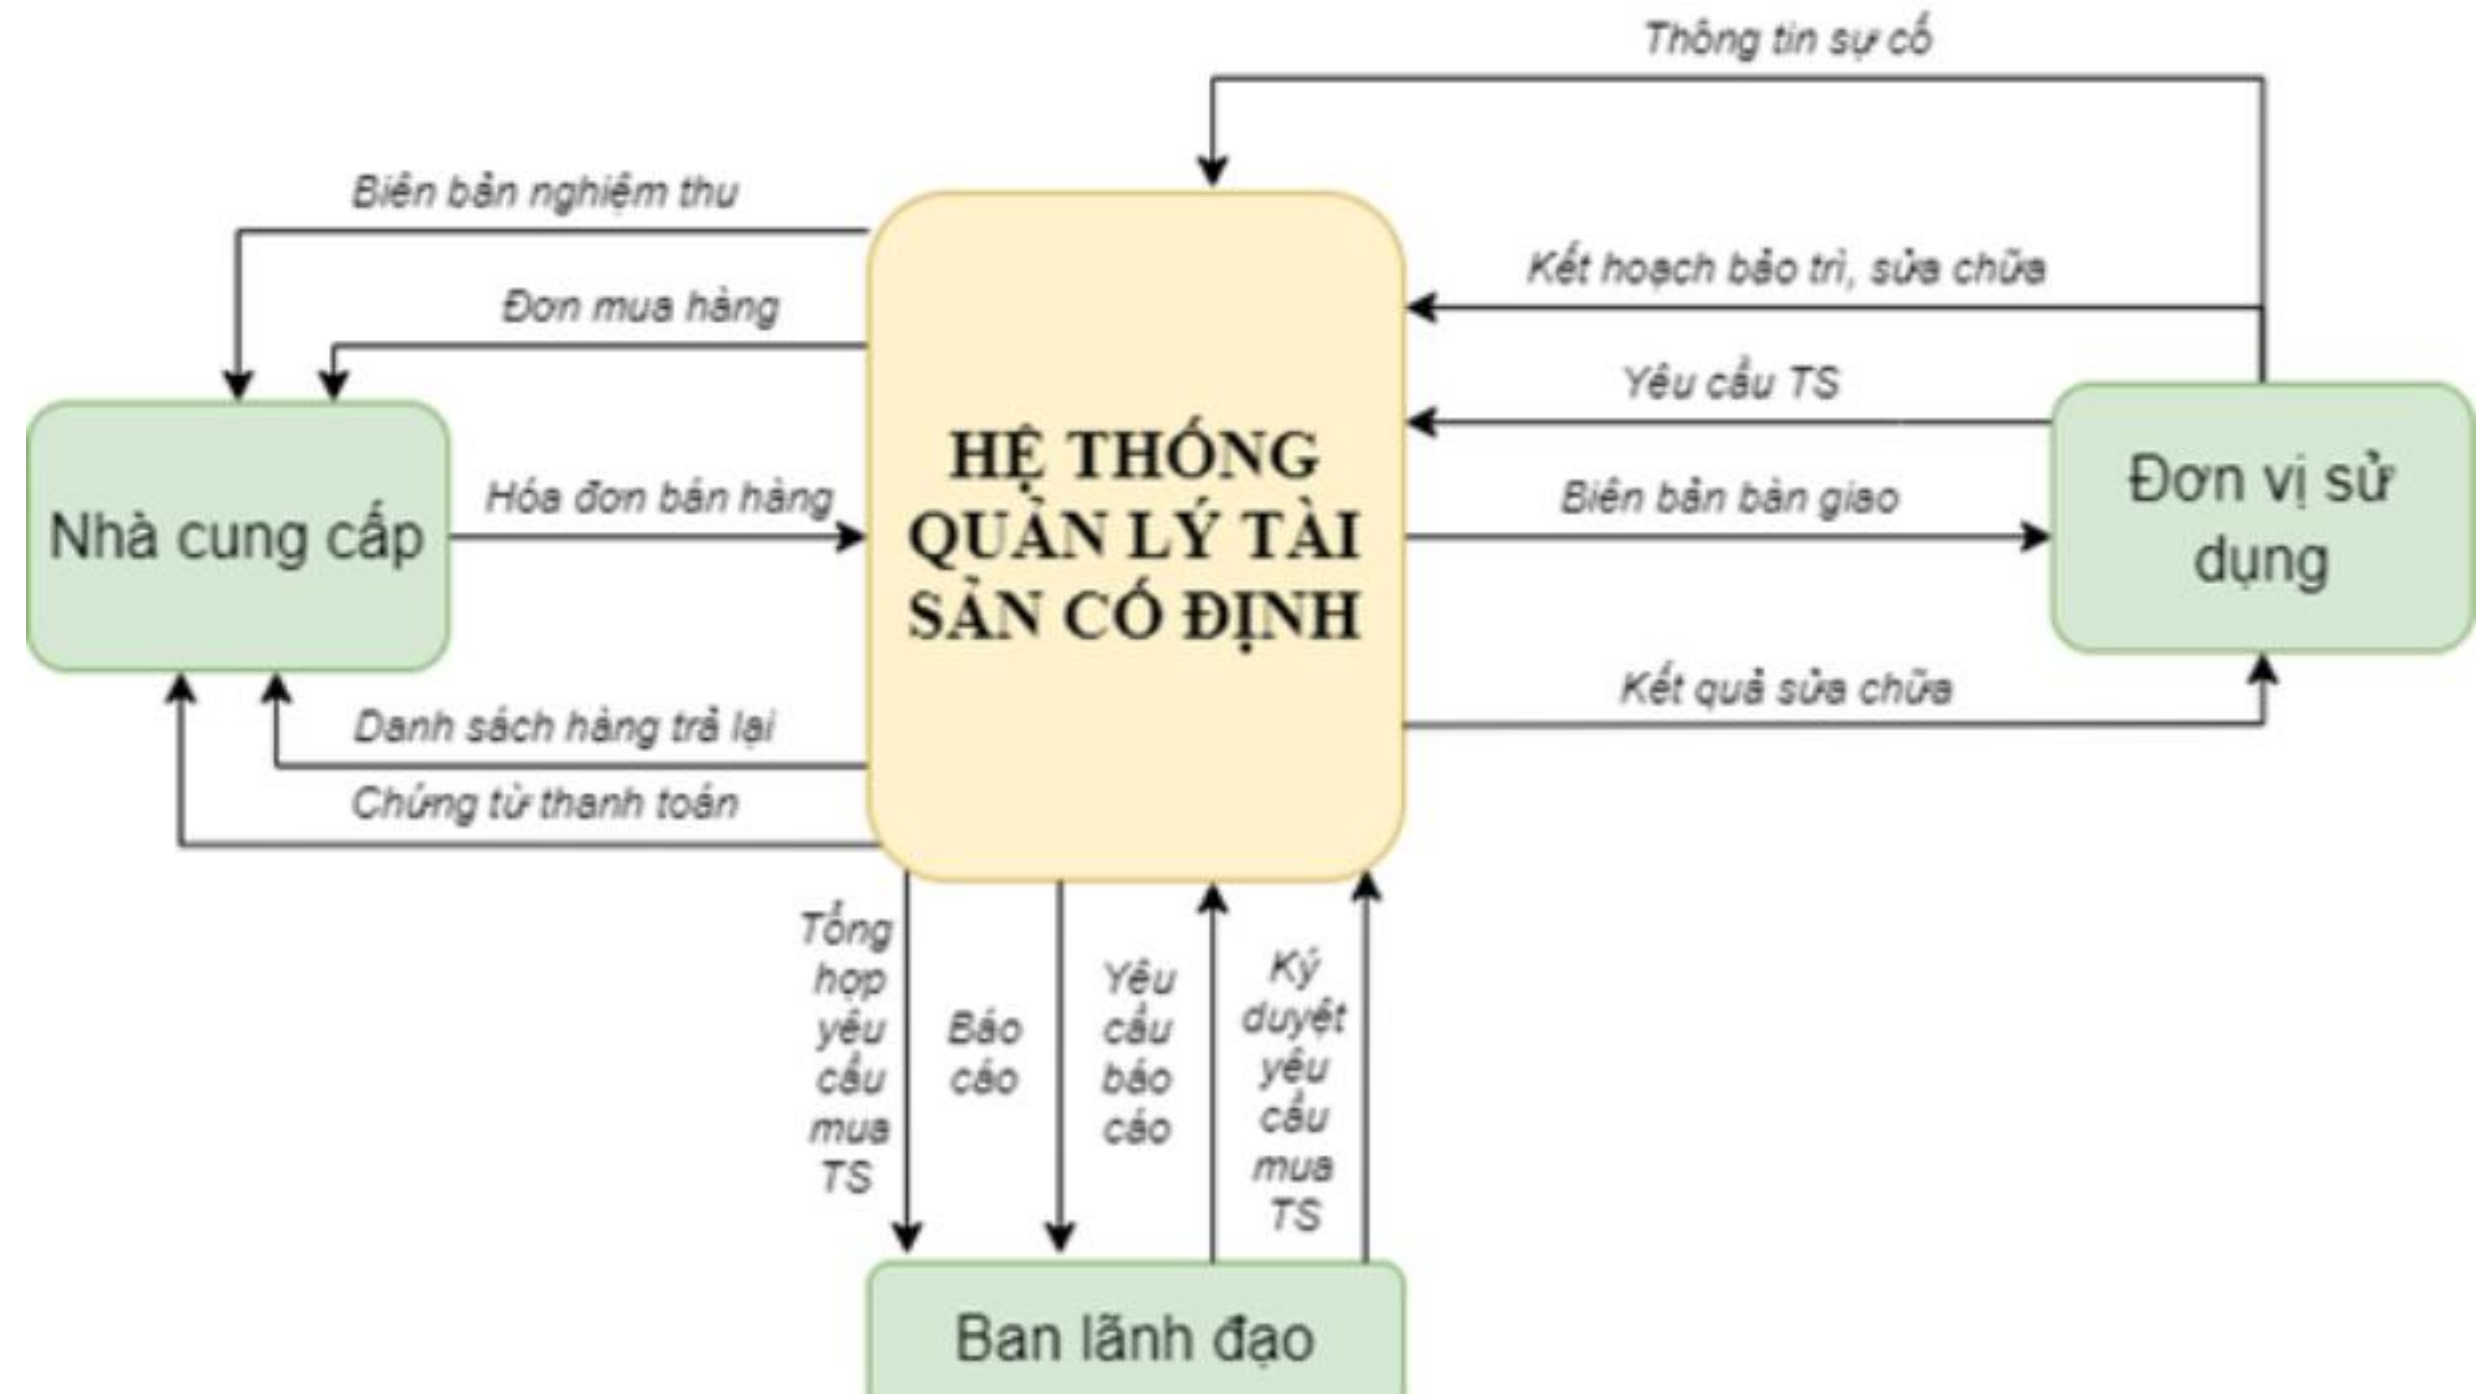 Thông tin sự cố
Biên bản nghiệm thu
Kết hoạch bảo trì, sửa chữa
Đơn mua hàng
Yêu cầu TS
HỆ THỐNG
QUẢN LÝ TÀI
SẢN CỐ ĐỊNH
Nhà cung cấp
Hóa đơn bán hàng
Biên bản bàn giao
Đơn vị sử
dụng
Kết quả sửa chữa
Danh sách hàng trả lại
Chứng từ thanh toán
Tổng
hợp
yêu
cầu
mua
TS
Báo
cáo
Yêu
cầu
báo
cáo
Ký
duyệt
yêu
cầu
mua
TS
Ban lãnh đạo